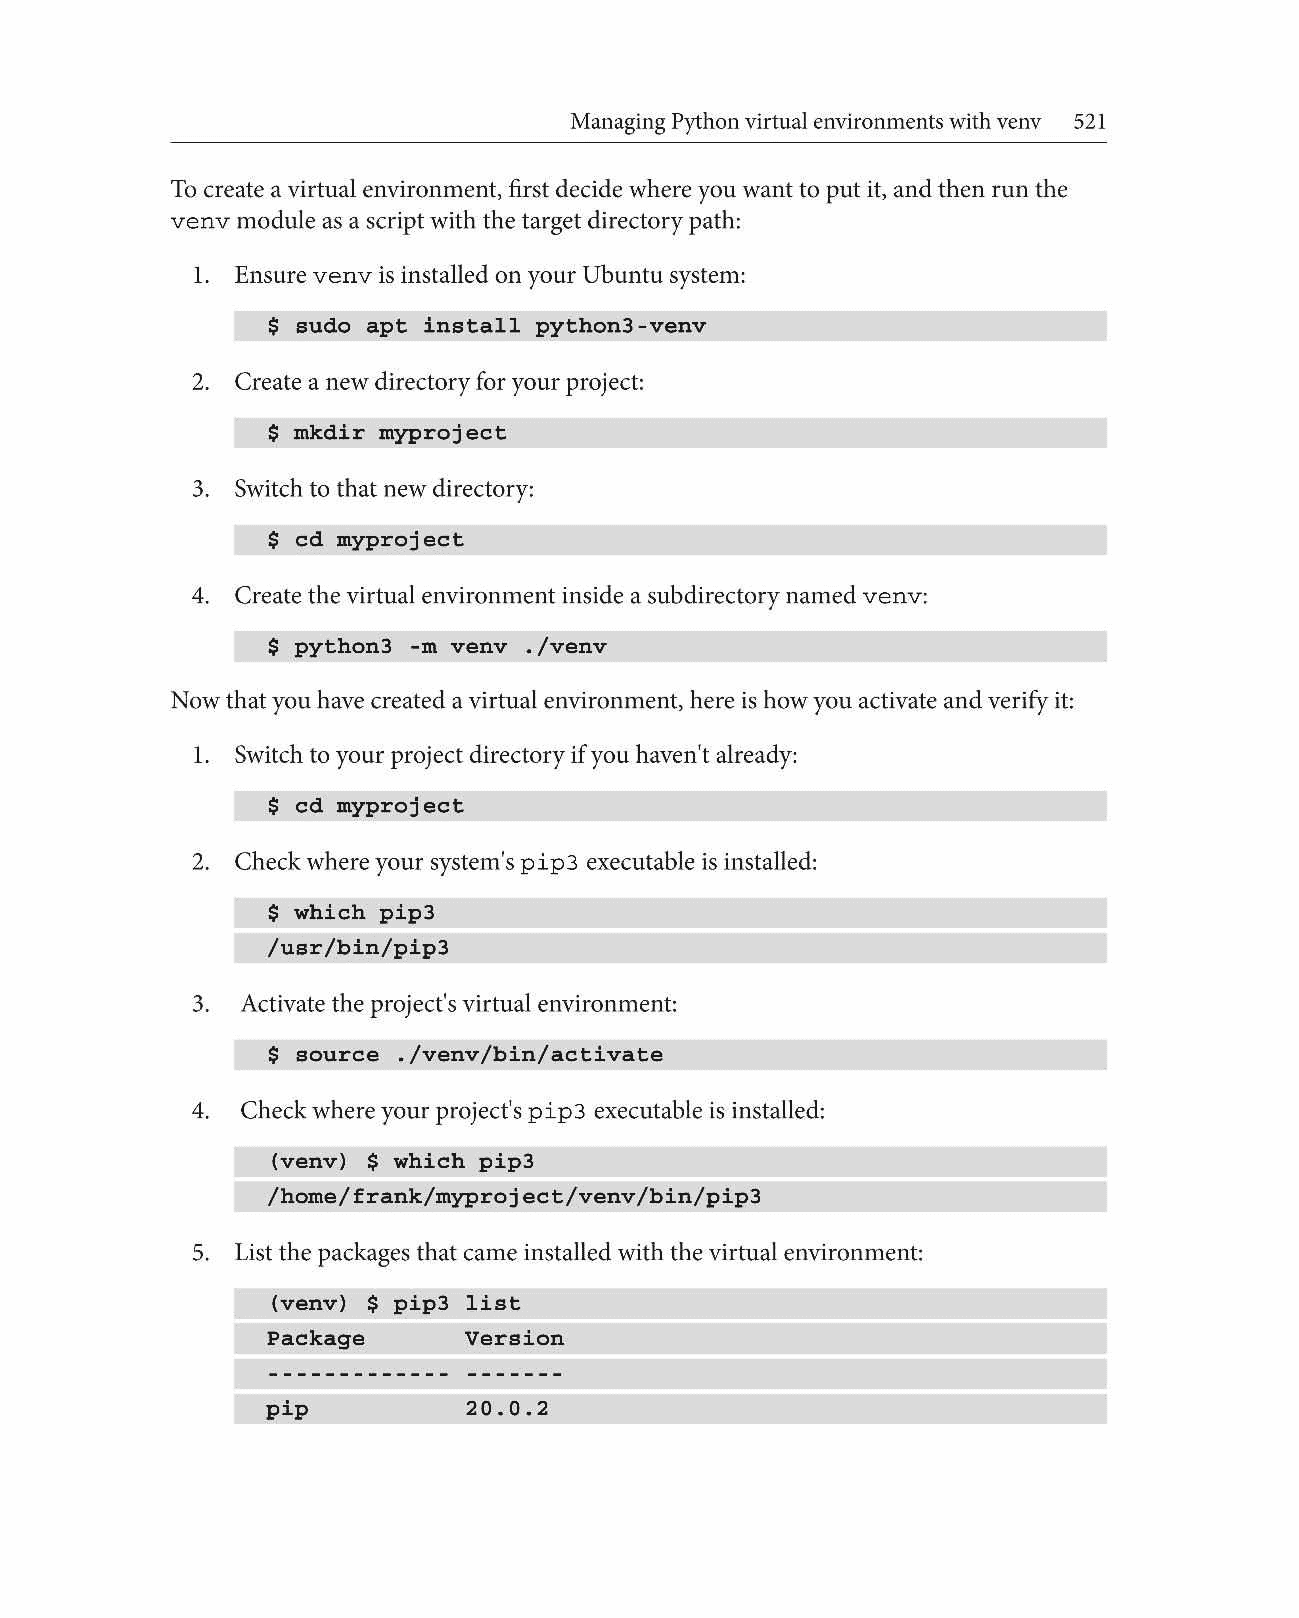 Managing Python virtual environments with venv 521
To create a virtual environment, first decide where you want to put it, and then run the
venv module as a script with the target directory path:
1. Ensure venv is installed on your Ubuntu system:
$ sudo apt install python3-venv
2. Create a new directory for your project:
$ mkdir myproject
3. Switch to that new directory:
$ cd myproject
4. Create the virtual environment inside a subdirectory named venv:
$ python3 -m venv ./venv
Now that you have created a virtual environment, here is how you activate and verify it:
1. Switch to your project directory if you haven't already:
$ cd myproject
2. Check where your system's pip3 executable is installed:
$ which pip3
/usr/bin/pip3
3. Activate the project's virtual environment:
$ source ./venv/bin/activate
4. Check where your project's pip3 executable is installed:
(venv) $ which pip3
/home/frank/myproject/venv/bin/pip3
5. List the packages that came installed with the virtual environment:
(venv) $ pip3 list
Package       Version
------------- -------
pip           20.0.2